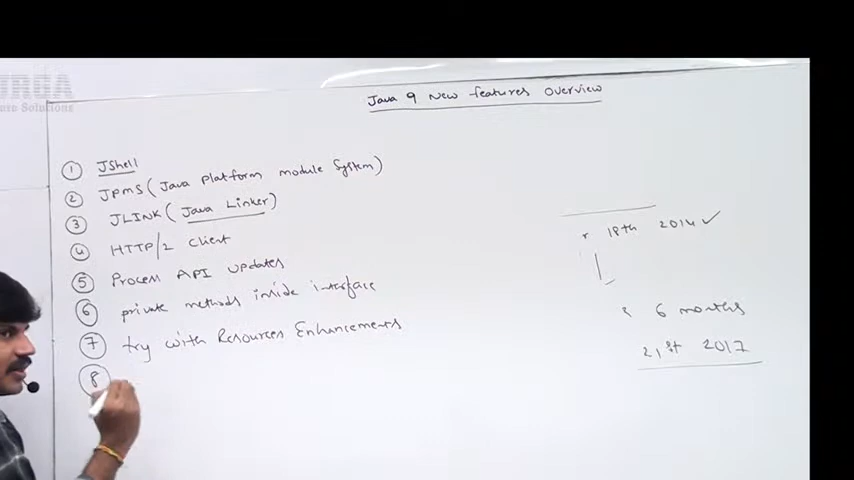 Java 9 New features Overview
① JShell
② JPMS (Java platform module system)
③ JLINK (Java Linker)
④ HTTP/2 Client
⑤ Process API updates
⑥ private methods inside interface
⑦ try with Resources Enhancements
⑧
18th 2014 ✓
6 months
21st 2017
Solutions